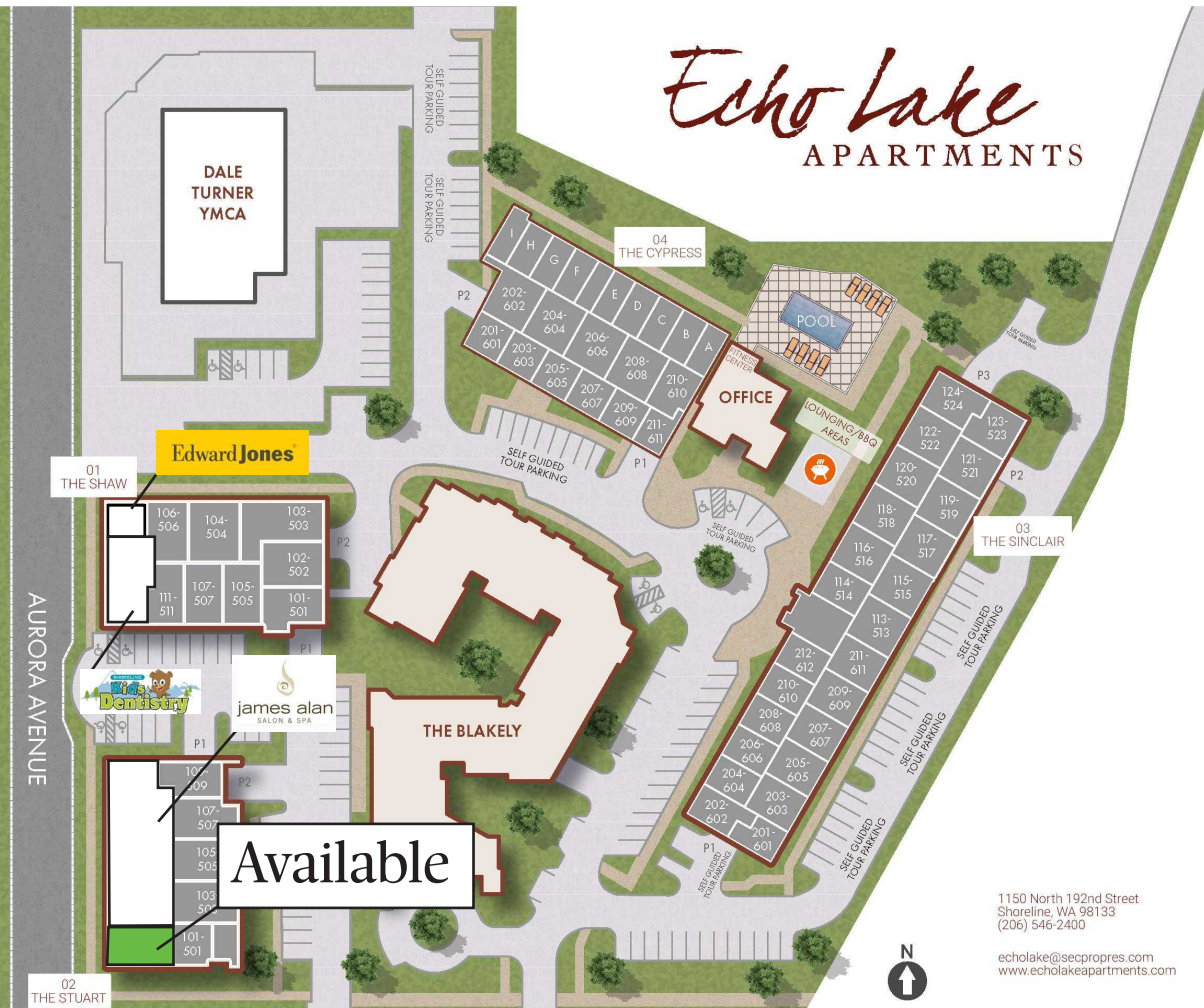 Echo Lake
APARTMENTS
DALE
TURNER
YMCA
SELF GUIDED
TOUR PARKING
SELF GUIDED
TOUR PARKING
04
THE CYPRESS
I
H
G
F
E
D
C
B
A
P2
202-
602
204-
604
206-
606
208-
608
210-
610
201-
601
203-
603
205-
605
207-
607
209-
609
211-
611
P1
POOL
FITNESS
CENTER
OFFICE
LOUNGING/BBQ
AREAS
SELF GUIDED
TOUR PARKING
SELF GUIDED
TOUR PARKING
SELF GUIDED
TOUR PARKING
P3
P2
124-
524
123-
523
122-
522
121-
521
120-
520
119-
519
118-
518
117-
517
116-
516
115-
515
114-
514
113-
513
212-
612
211-
611
210-
610
209-
609
208-
608
207-
607
206-
606
205-
605
204-
604
203-
603
202-
602
201-
601
P1
03
THE SINCLAIR
SELF GUIDED
TOUR PARKING
SELF GUIDED
TOUR PARKING
SELF GUIDED
TOUR PARKING
SELF GUIDED
TOUR PARKING
Edward Jones
01
THE SHAW
106-
506
104-
504
103-
503
102-
502
101-
501
111-
511
107-
507
105-
505
P2
P1
AURORA AVENUE
SHORELINE
Kids
Dentistry
james alan
SALON & SPA
THE BLAKELY
P1
P2
107-
507
105
505
103
101-
501
Available
02
THE STUART
N
1150 North 192nd Street
Shoreline, WA 98133
(206) 546-2400
echolake@secpropres.com
www.echolakeapartments.com